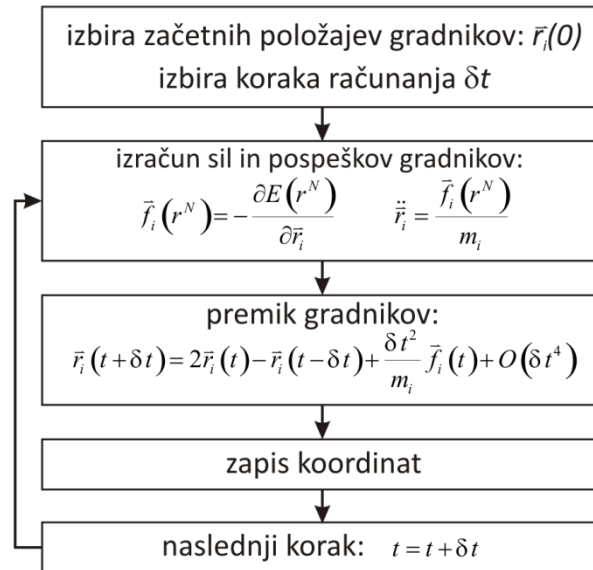 izbira začetnih položajev gradnikov: r⃗ᵢ(0)
izbira koraka računanja δt
izračun sil in pospeškov gradnikov:
f⃗ᵢ(rᴺ)=−∂E(rᴺ)/∂r⃗ᵢ r⃗̈ᵢ=f⃗ᵢ(rᴺ)/mᵢ
premik gradnikov:
r⃗ᵢ(t+δt)=2r⃗ᵢ(t)−r⃗ᵢ(t−δt)+δt²/mᵢ f⃗ᵢ(t)+O(δt⁴)
zapis koordinat
naslednji korak: t=t+δt